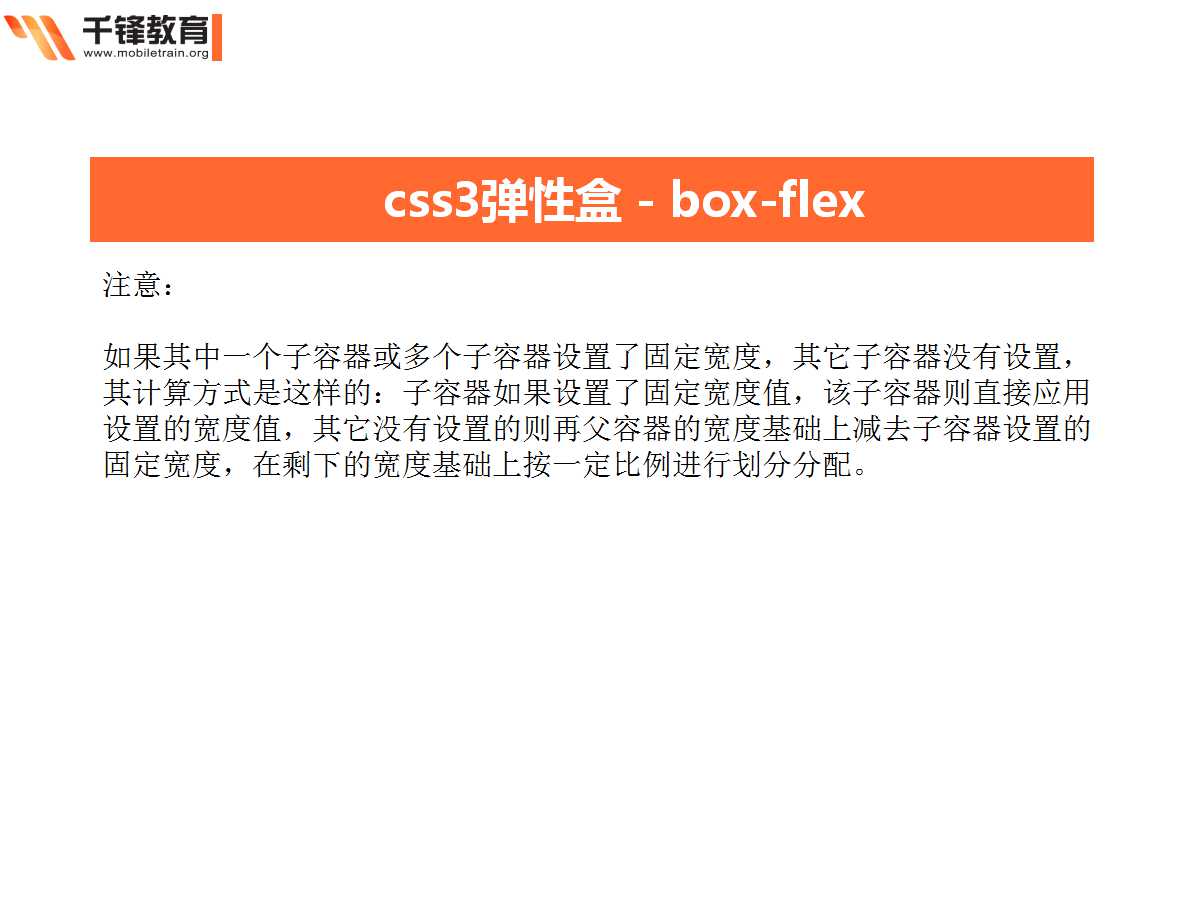 千锋教育
www.mobiletrain.org
css3弹性盒 - box-flex
注意：
如果其中一个子容器或多个子容器设置了固定宽度，其它子容器没有设置，
其计算方式是这样的：子容器如果设置了固定宽度值，该子容器则直接应用
设置的宽度值，其它没有设置的则再父容器的宽度基础上减去子容器设置的
固定宽度，在剩下的宽度基础上按一定比例进行划分分配。